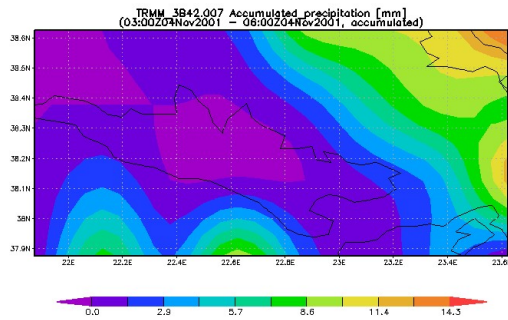 TRMM_3B42.007 Accumulated precipitation [mm]
(03:00Z04Nov2001 - 06:00Z04Nov2001, accumulated)
38.6N
38.5N
38.4N
38.3N
38.2N
38.1N
38N
37.9N
22E 22.2E 22.4E 22.6E 22.8E 23E 23.2E 23.4E 23.6
0.0 2.9 5.7 8.6 11.4 14.3